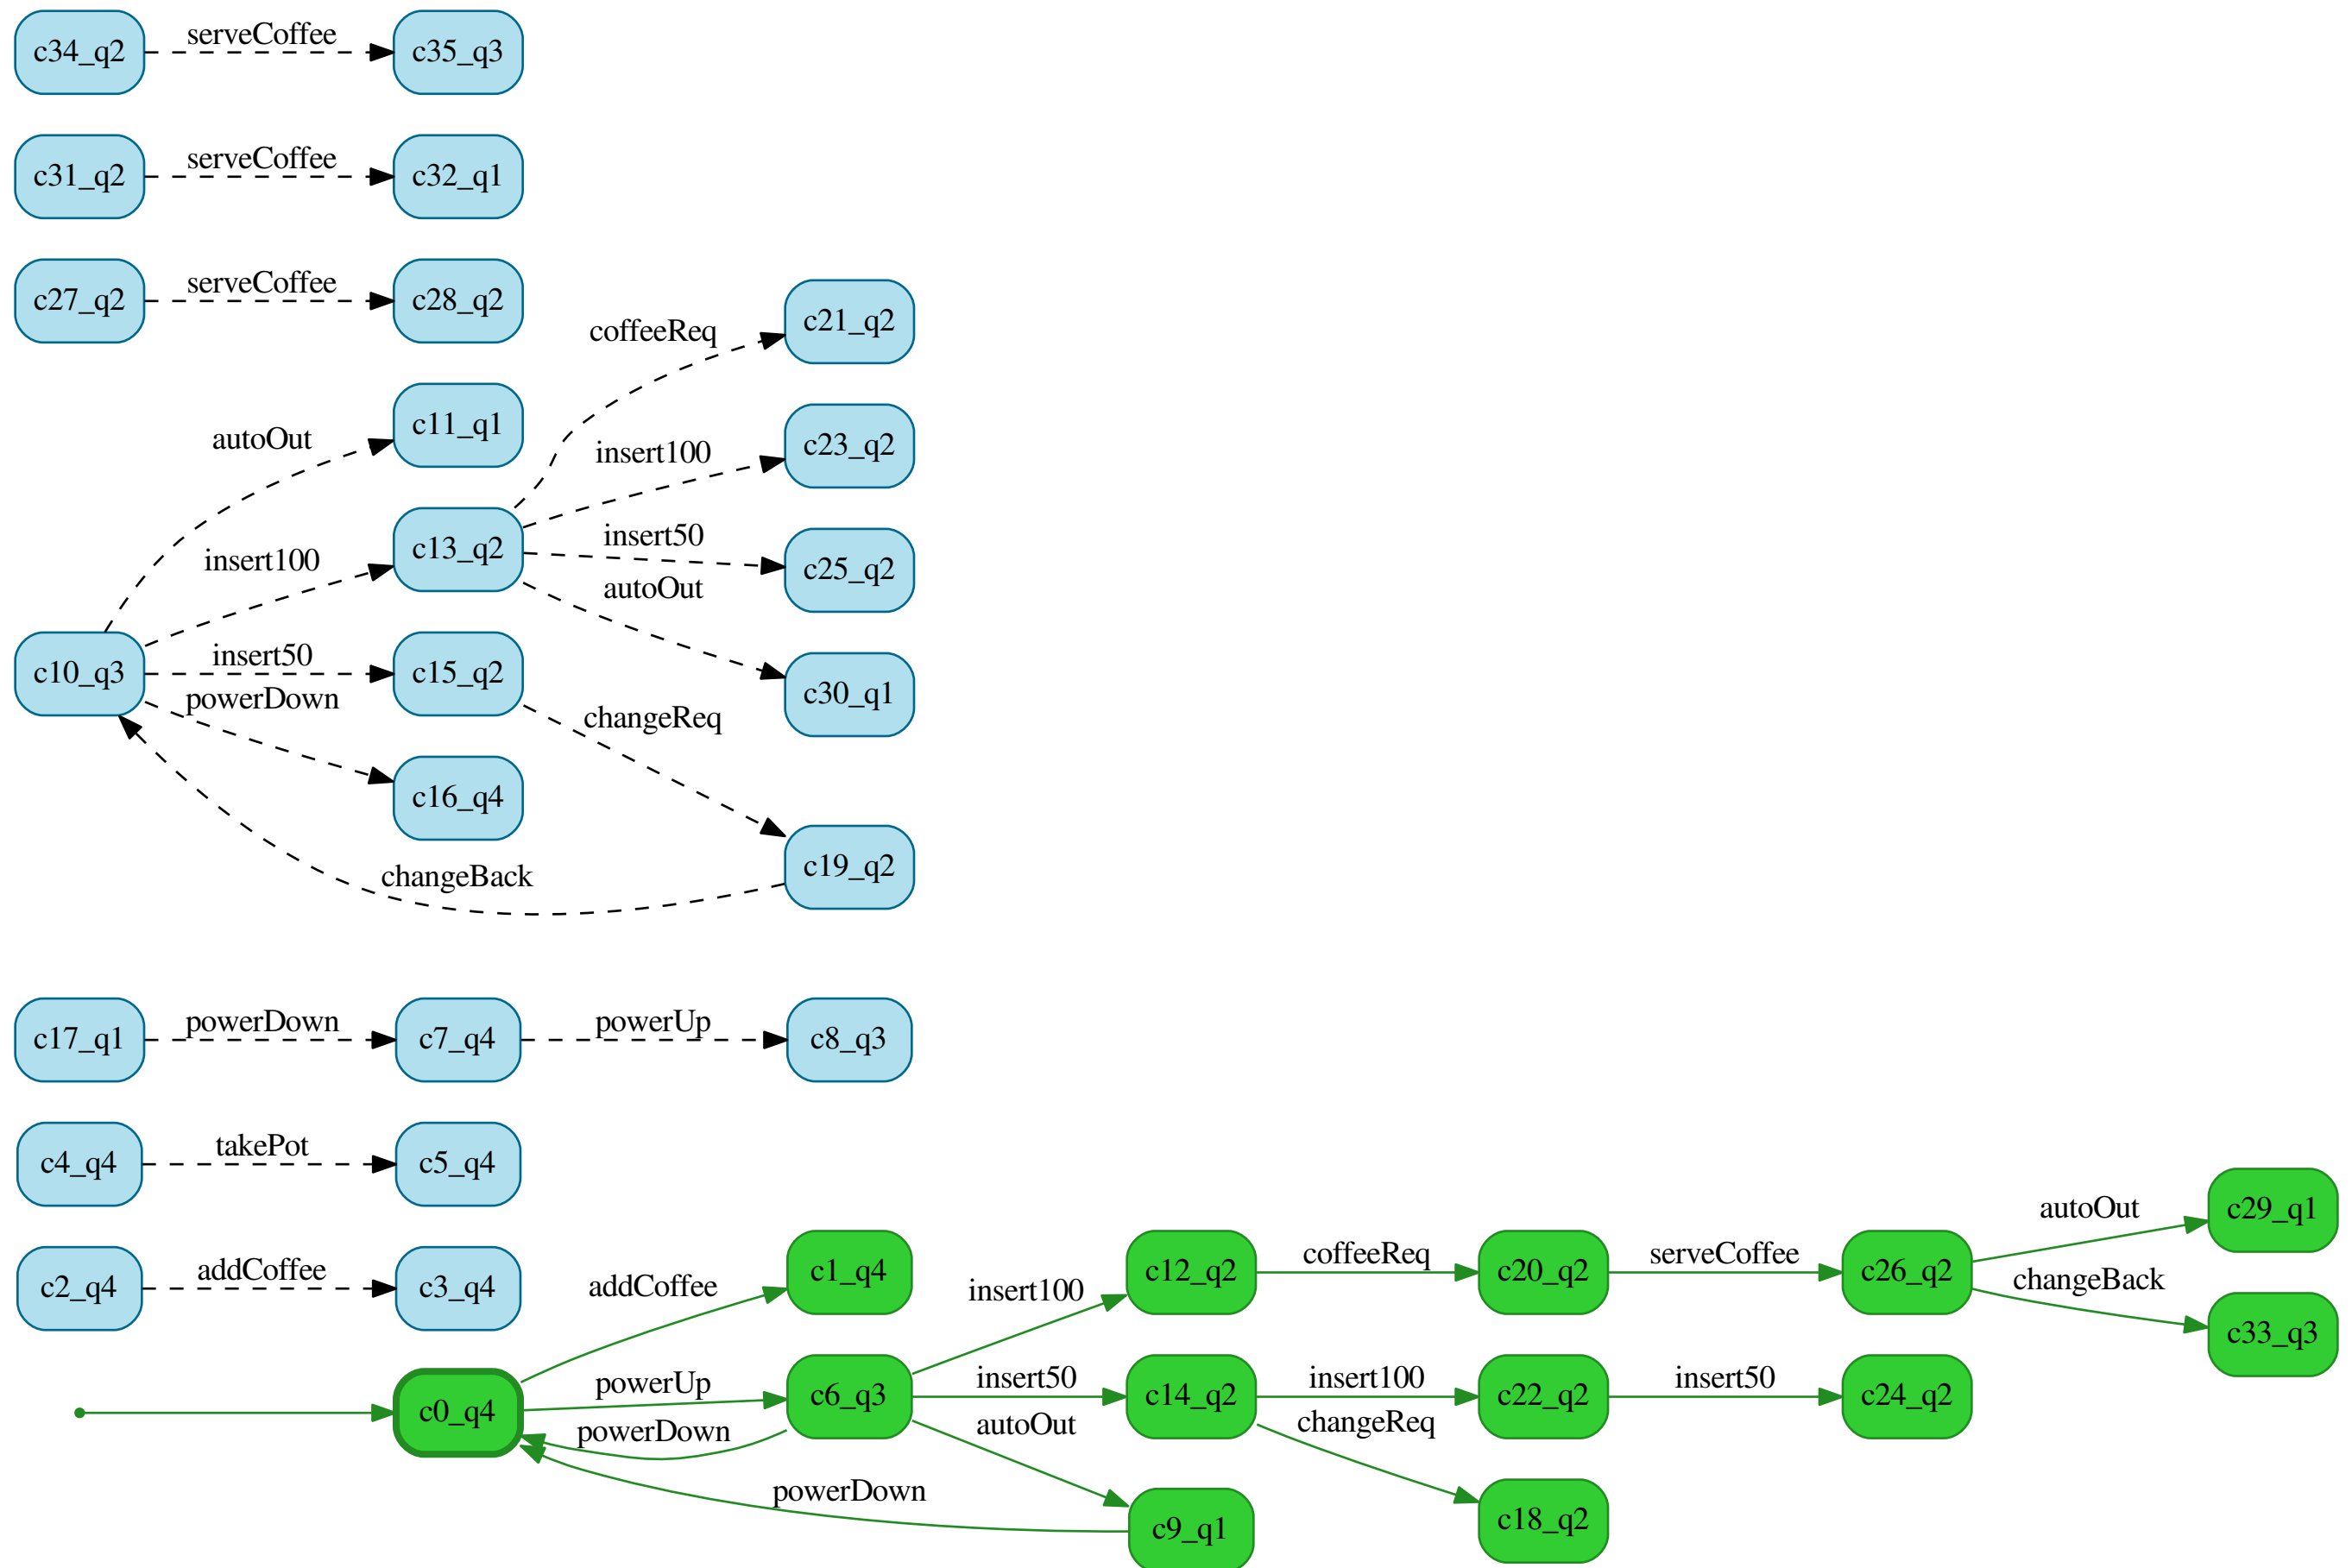 c34_q2 serveCoffee c35_q3
c31_q2 serveCoffee c32_q1
c27_q2 serveCoffee c28_q2
coffeeReq c21_q2
autoOut c11_q1
insert100 c23_q2
insert100 c13_q2
insert50 c25_q2
autoOut c30_q1
c10_q3 insert50 c15_q2
powerDown c16_q4
changeReq c19_q2
changeBack
c17_q1 powerDown c7_q4 powerUp c8_q3
c4_q4 takePot c5_q4
c2_q4 addCoffee c3_q4
addCoffee c1_q4
insert100 c12_q2 coffeeReq c20_q2 serveCoffee c26_q2
autoOut c29_q1
changeBack c33_q3
c0_q4 powerUp c6_q3 insert50 c14_q2 insert100 c22_q2 insert50 c24_q2
powerDown
autoOut
changeReq c18_q2
powerDown c9_q1